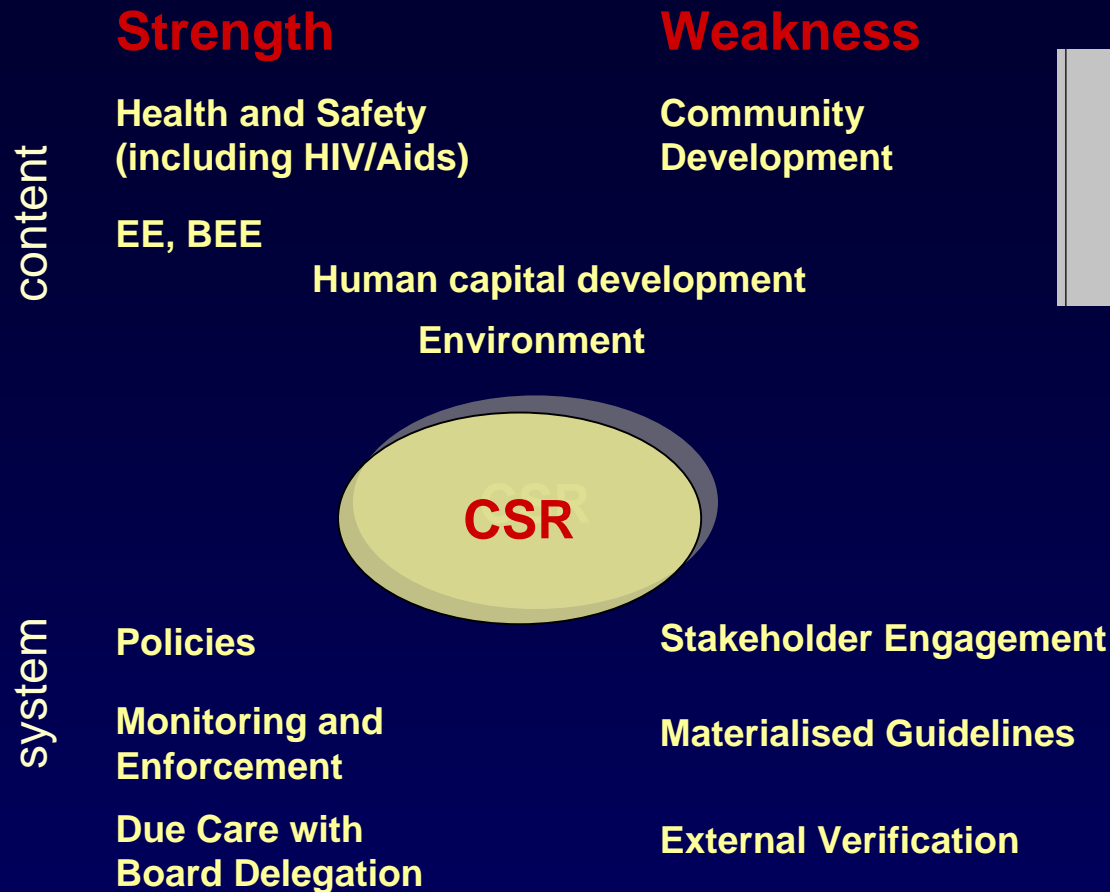 Strength
Weakness
content
Health and Safety
(including HIV/Aids)
Community
Development
EE, BEE
Human capital development
Environment
CSR
CSR
system
Policies
Stakeholder Engagement
Monitoring and
Enforcement
Materialised Guidelines
Due Care with
Board Delegation
External Verification